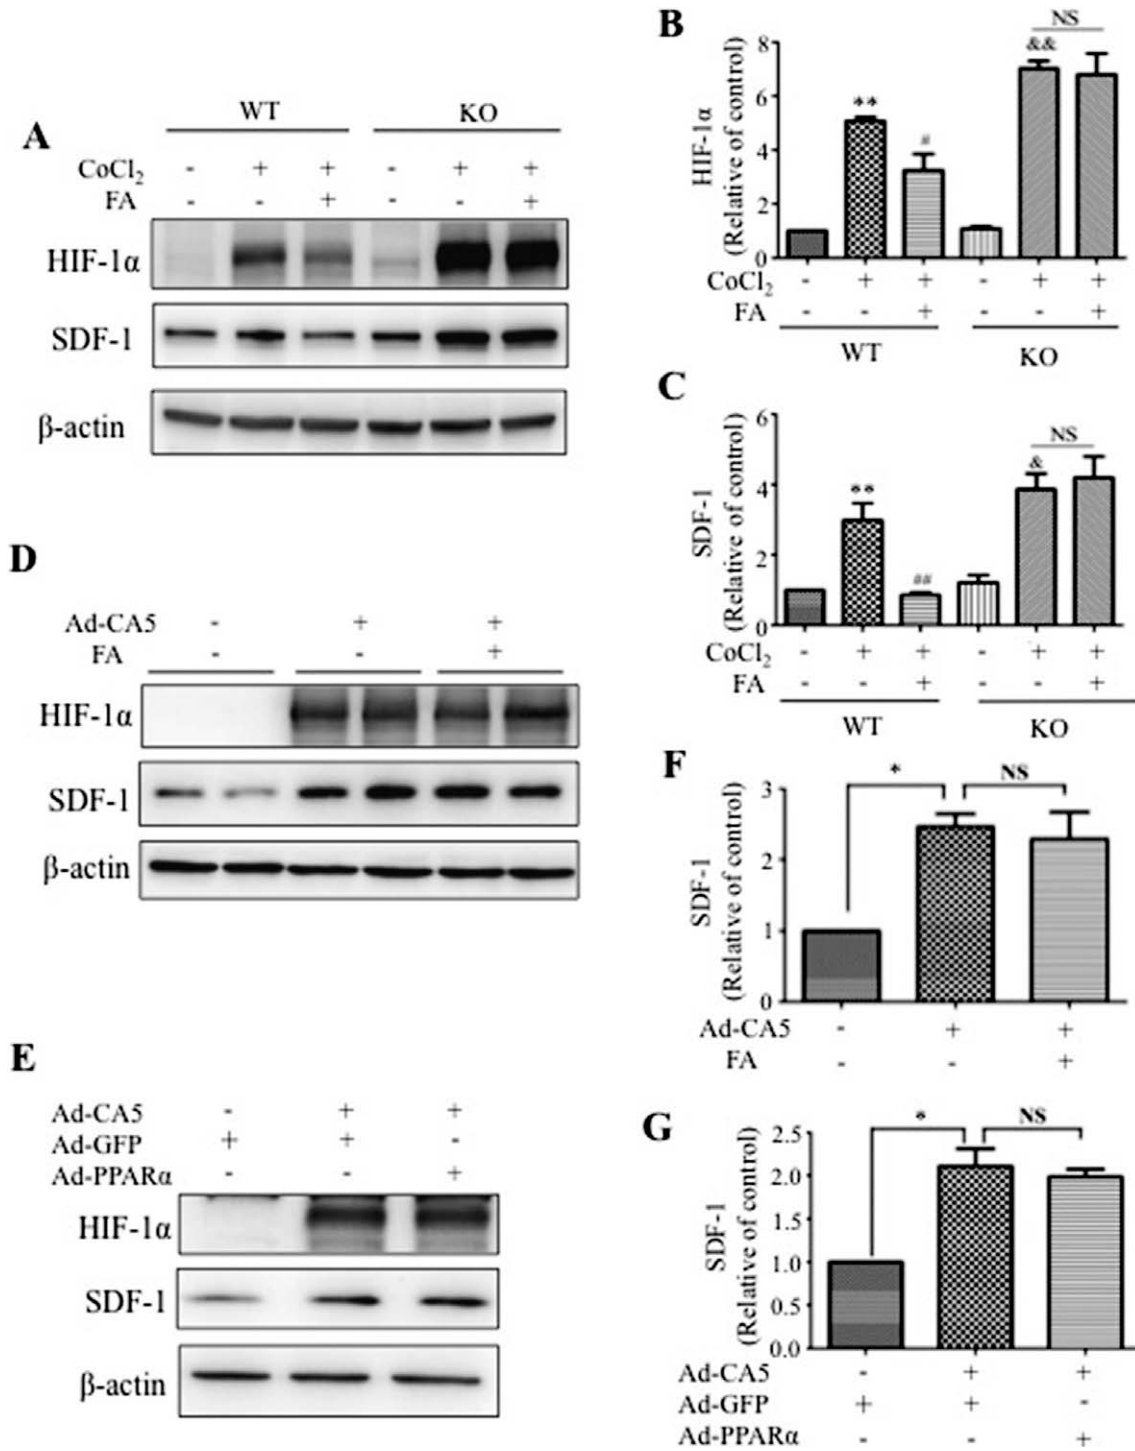 A
WT KO
CoCl2 - + + - + +
FA - - + - - +
HIF-1α
SDF-1
β-actin
B
HIF-1α
(Relative of control)
8
6
4
2
0
**
#
&&
NS
CoCl2 - + + - + +
FA - - + - - +
WT KO
C
SDF-1
(Relative of control)
6
4
2
0
**
##
&
NS
CoCl2 - + + - + +
FA - - + - - +
WT KO
D
Ad-CA5 - + +
FA - - +
HIF-1α
SDF-1
β-actin
F
SDF-1
(Relative of control)
3
2
1
0
* NS
Ad-CA5 - + +
FA - - +
E
Ad-CA5 - + +
Ad-GFP + + -
Ad-PPARα - - +
HIF-1α
SDF-1
β-actin
G
SDF-1
(Relative of control)
2.5
2.0
1.5
1.0
0.5
0.0
* NS
Ad-CA5 - + +
Ad-GFP + + -
Ad-PPARα - - +